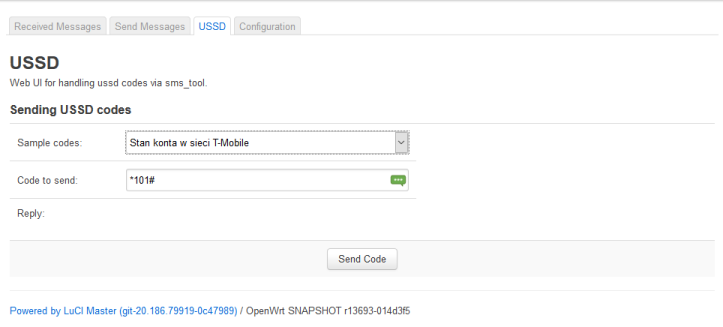 Received Messages Send Messages USSD Configuration
USSD
Web UI for handling ussd codes via sms_tool.
Sending USSD codes
Sample codes: Stan konta w sieci T-Mobile
Code to send: *101#
Reply:
Send Code
Powered by LuCI Master (git-20.186.79919-0c47989) / OpenWrt SNAPSHOT r13693-014d3f5